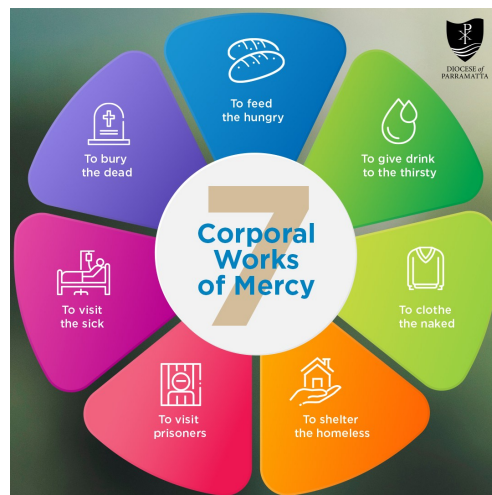 DIOCESE of
PARRAMATTA
7
Corporal
Works
of Mercy
To feed
the hungry
To give drink
to the thirsty
To clothe
the naked
To shelter
the homeless
To visit
prisoners
To visit
the sick
To bury
the dead